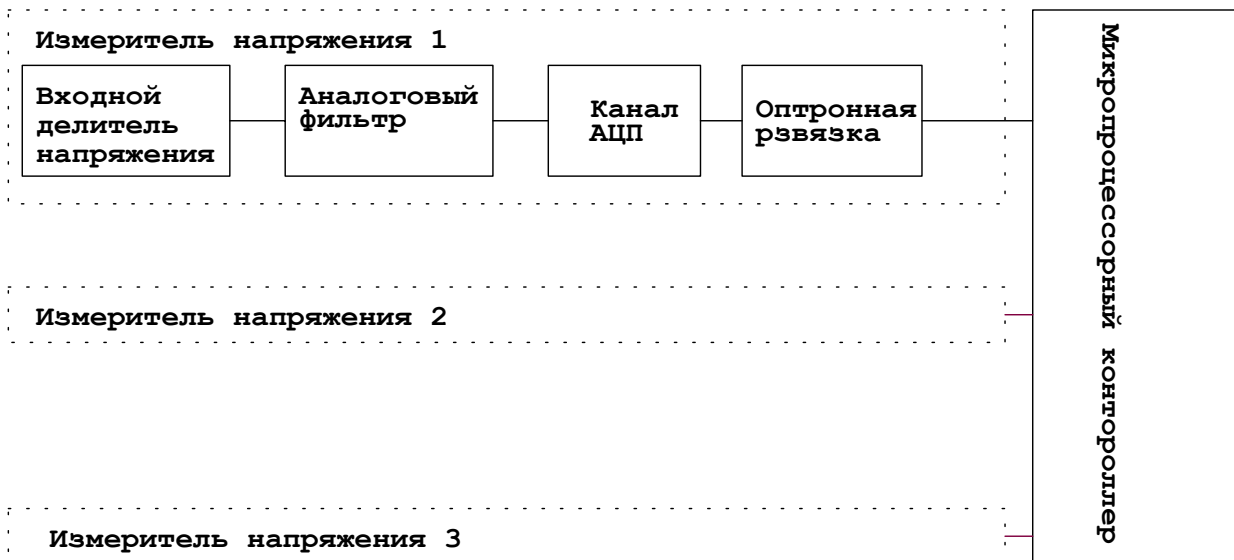 Измеритель напряжения 1
Входной
делитель
напряжения
Аналоговый
фильтр
Канал
АЦП
Оптронная
рзвязка
Микропроцессорный контороллер
Измеритель напряжения 2
Измеритель напряжения 3